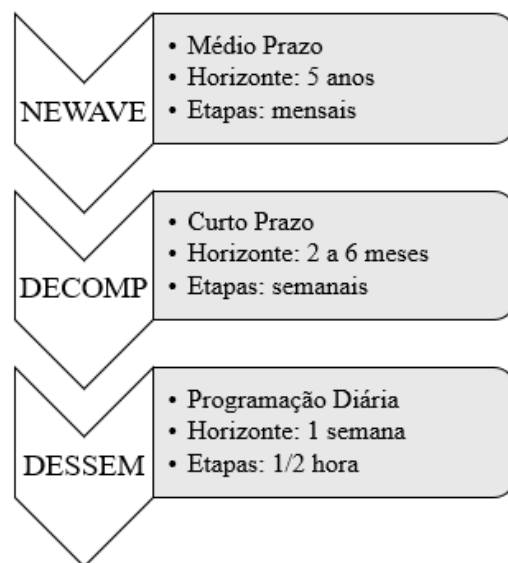 NEWAVE
• Médio Prazo
• Horizonte: 5 anos
• Etapas: mensais
DECOMP
• Curto Prazo
• Horizonte: 2 a 6 meses
• Etapas: semanais
DESSEM
• Programação Diária
• Horizonte: 1 semana
• Etapas: 1/2 hora